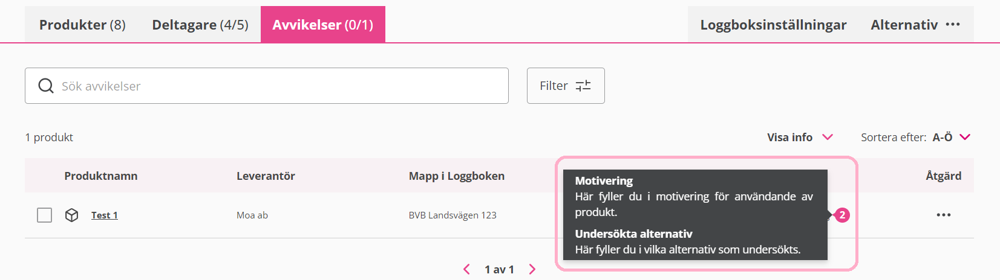 Produkter (8) Deltagare (4/5) Avvikelser (0/1) Loggboksinställningar Alternativ
Sök avvikelser Filter
1 produkt Visa info Sortera efter: A-Ö
Produktnamn Leverantör Mapp i Loggboken Åtgärd
Motivering
Här fyller du i motivering för användande av
produkt.
Test 1 Moa ab BVB Landsvägen 123 2
Undersökta alternativ
Här fyller du i vilka alternativ som undersökts.
1 av 1